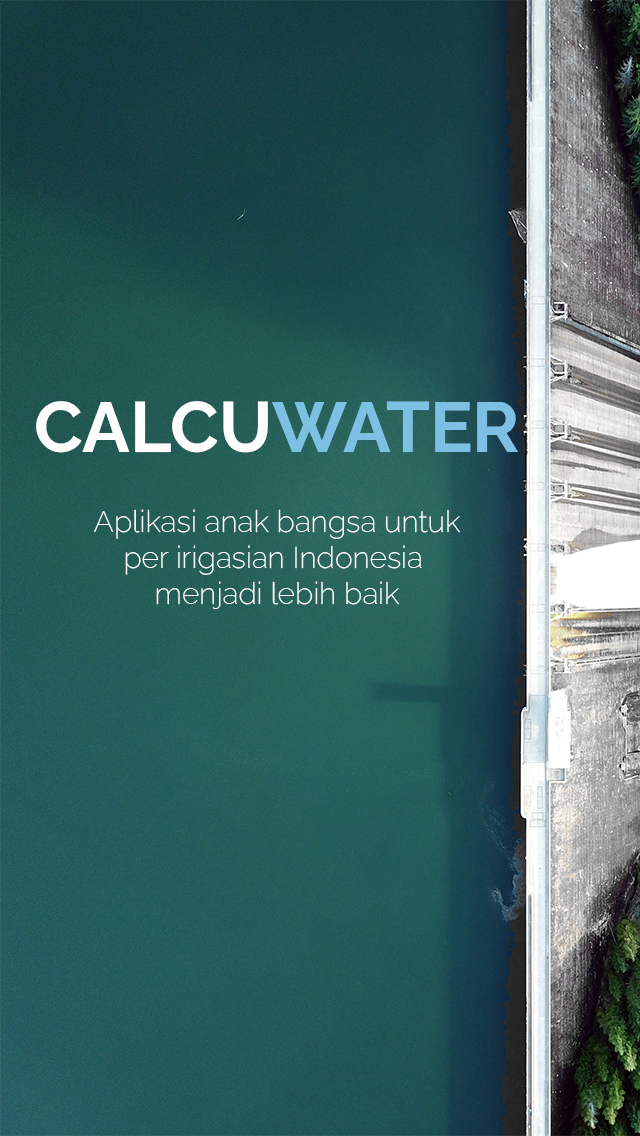 CALCUWATER
Aplikasi anak bangsa untuk
per irigasian Indonesia
menjadi lebih baik